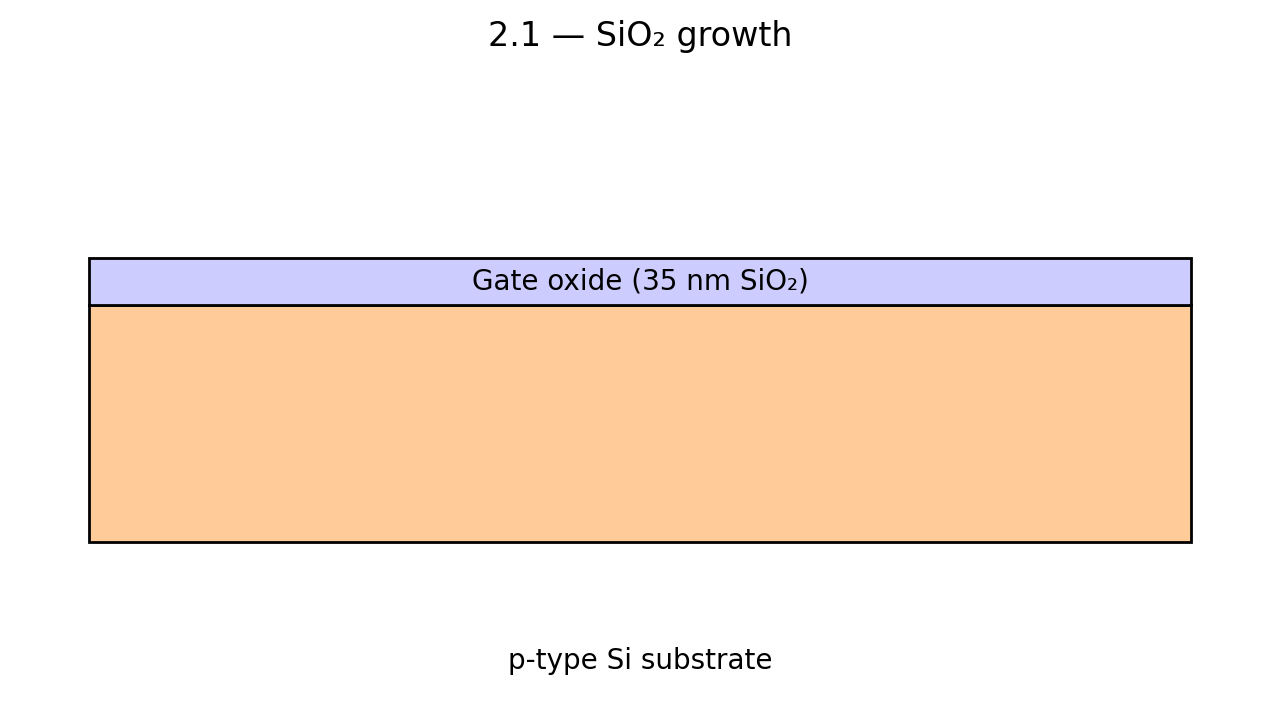 2.1 — SiO₂ growth
Gate oxide (35 nm SiO₂)
p-type Si substrate